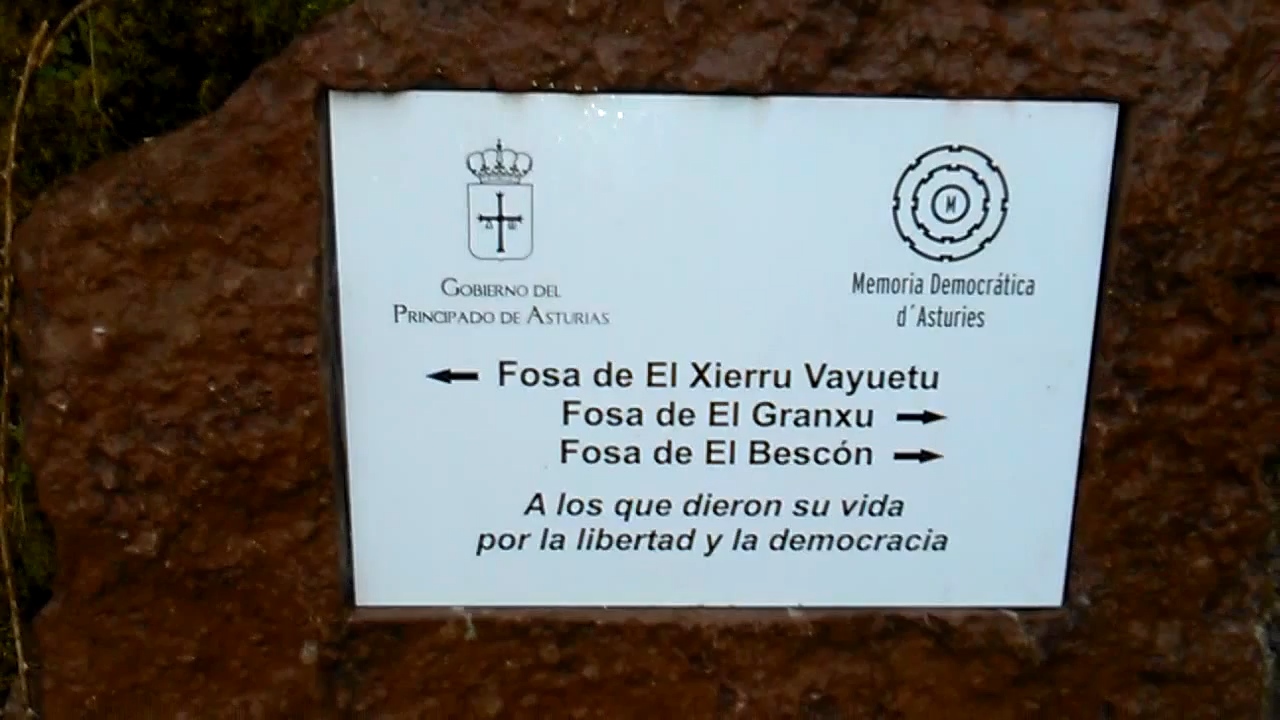 GOBIERNO DEL
PRINCIPADO DE ASTURIAS
M
Memoria Democrática
d´Asturies
Fosa de El Xierru Vayuetu
Fosa de El Granxu
Fosa de El Bescón
A los que dieron su vida
por la libertad y la democracia